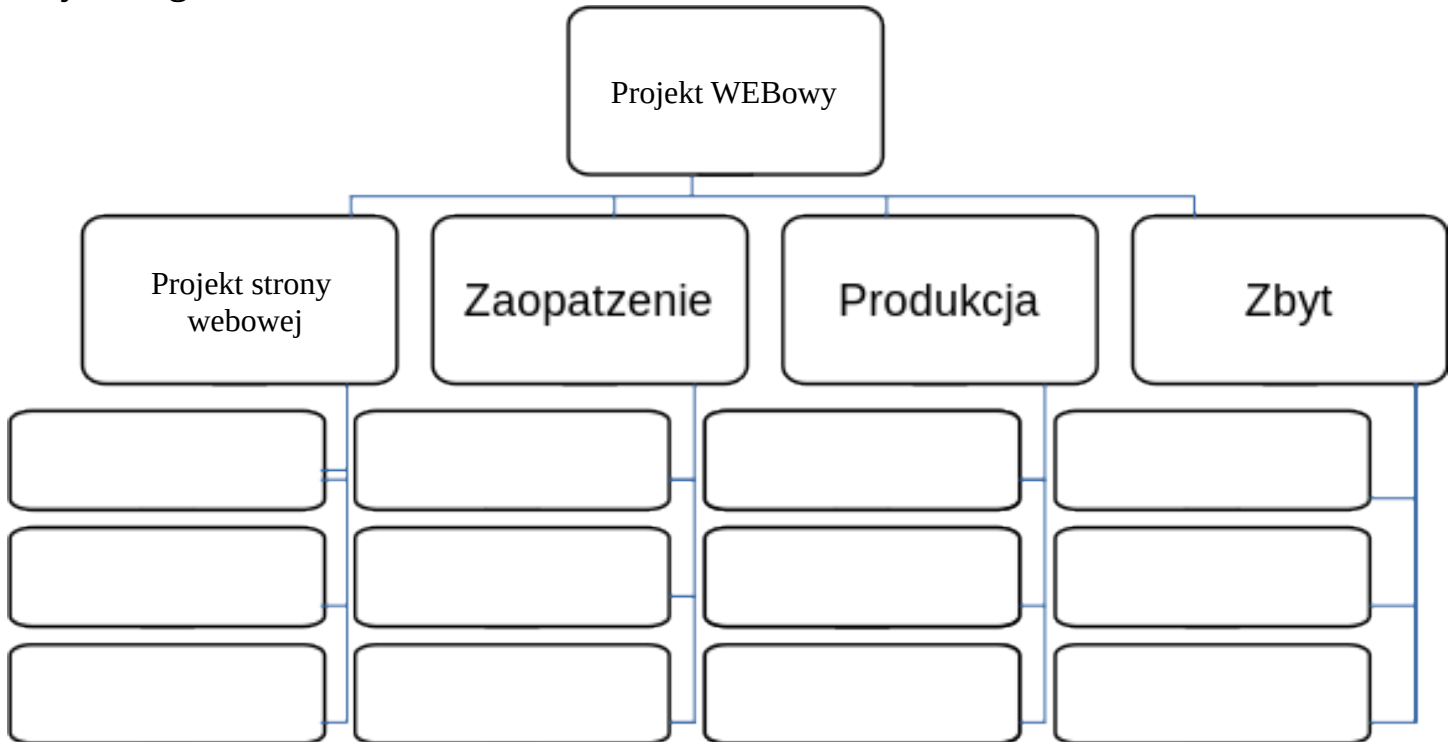 Projekt WEBowy
Projekt strony
webowej
Zaopatzenie
Produkcja
Zbyt